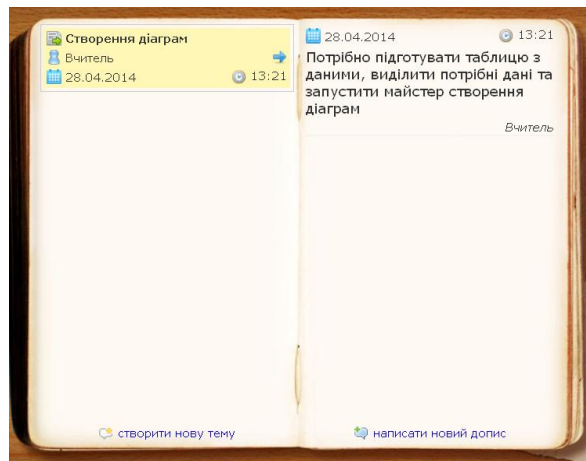 Створення діаграм
Вчитель
28.04.2014 13:21
створити нову тему
28.04.2014 13:21
Потрібно підготувати таблицю з
даними, виділити потрібні дані та
запустити майстер створення
діаграм
Вчитель
написати новий допис